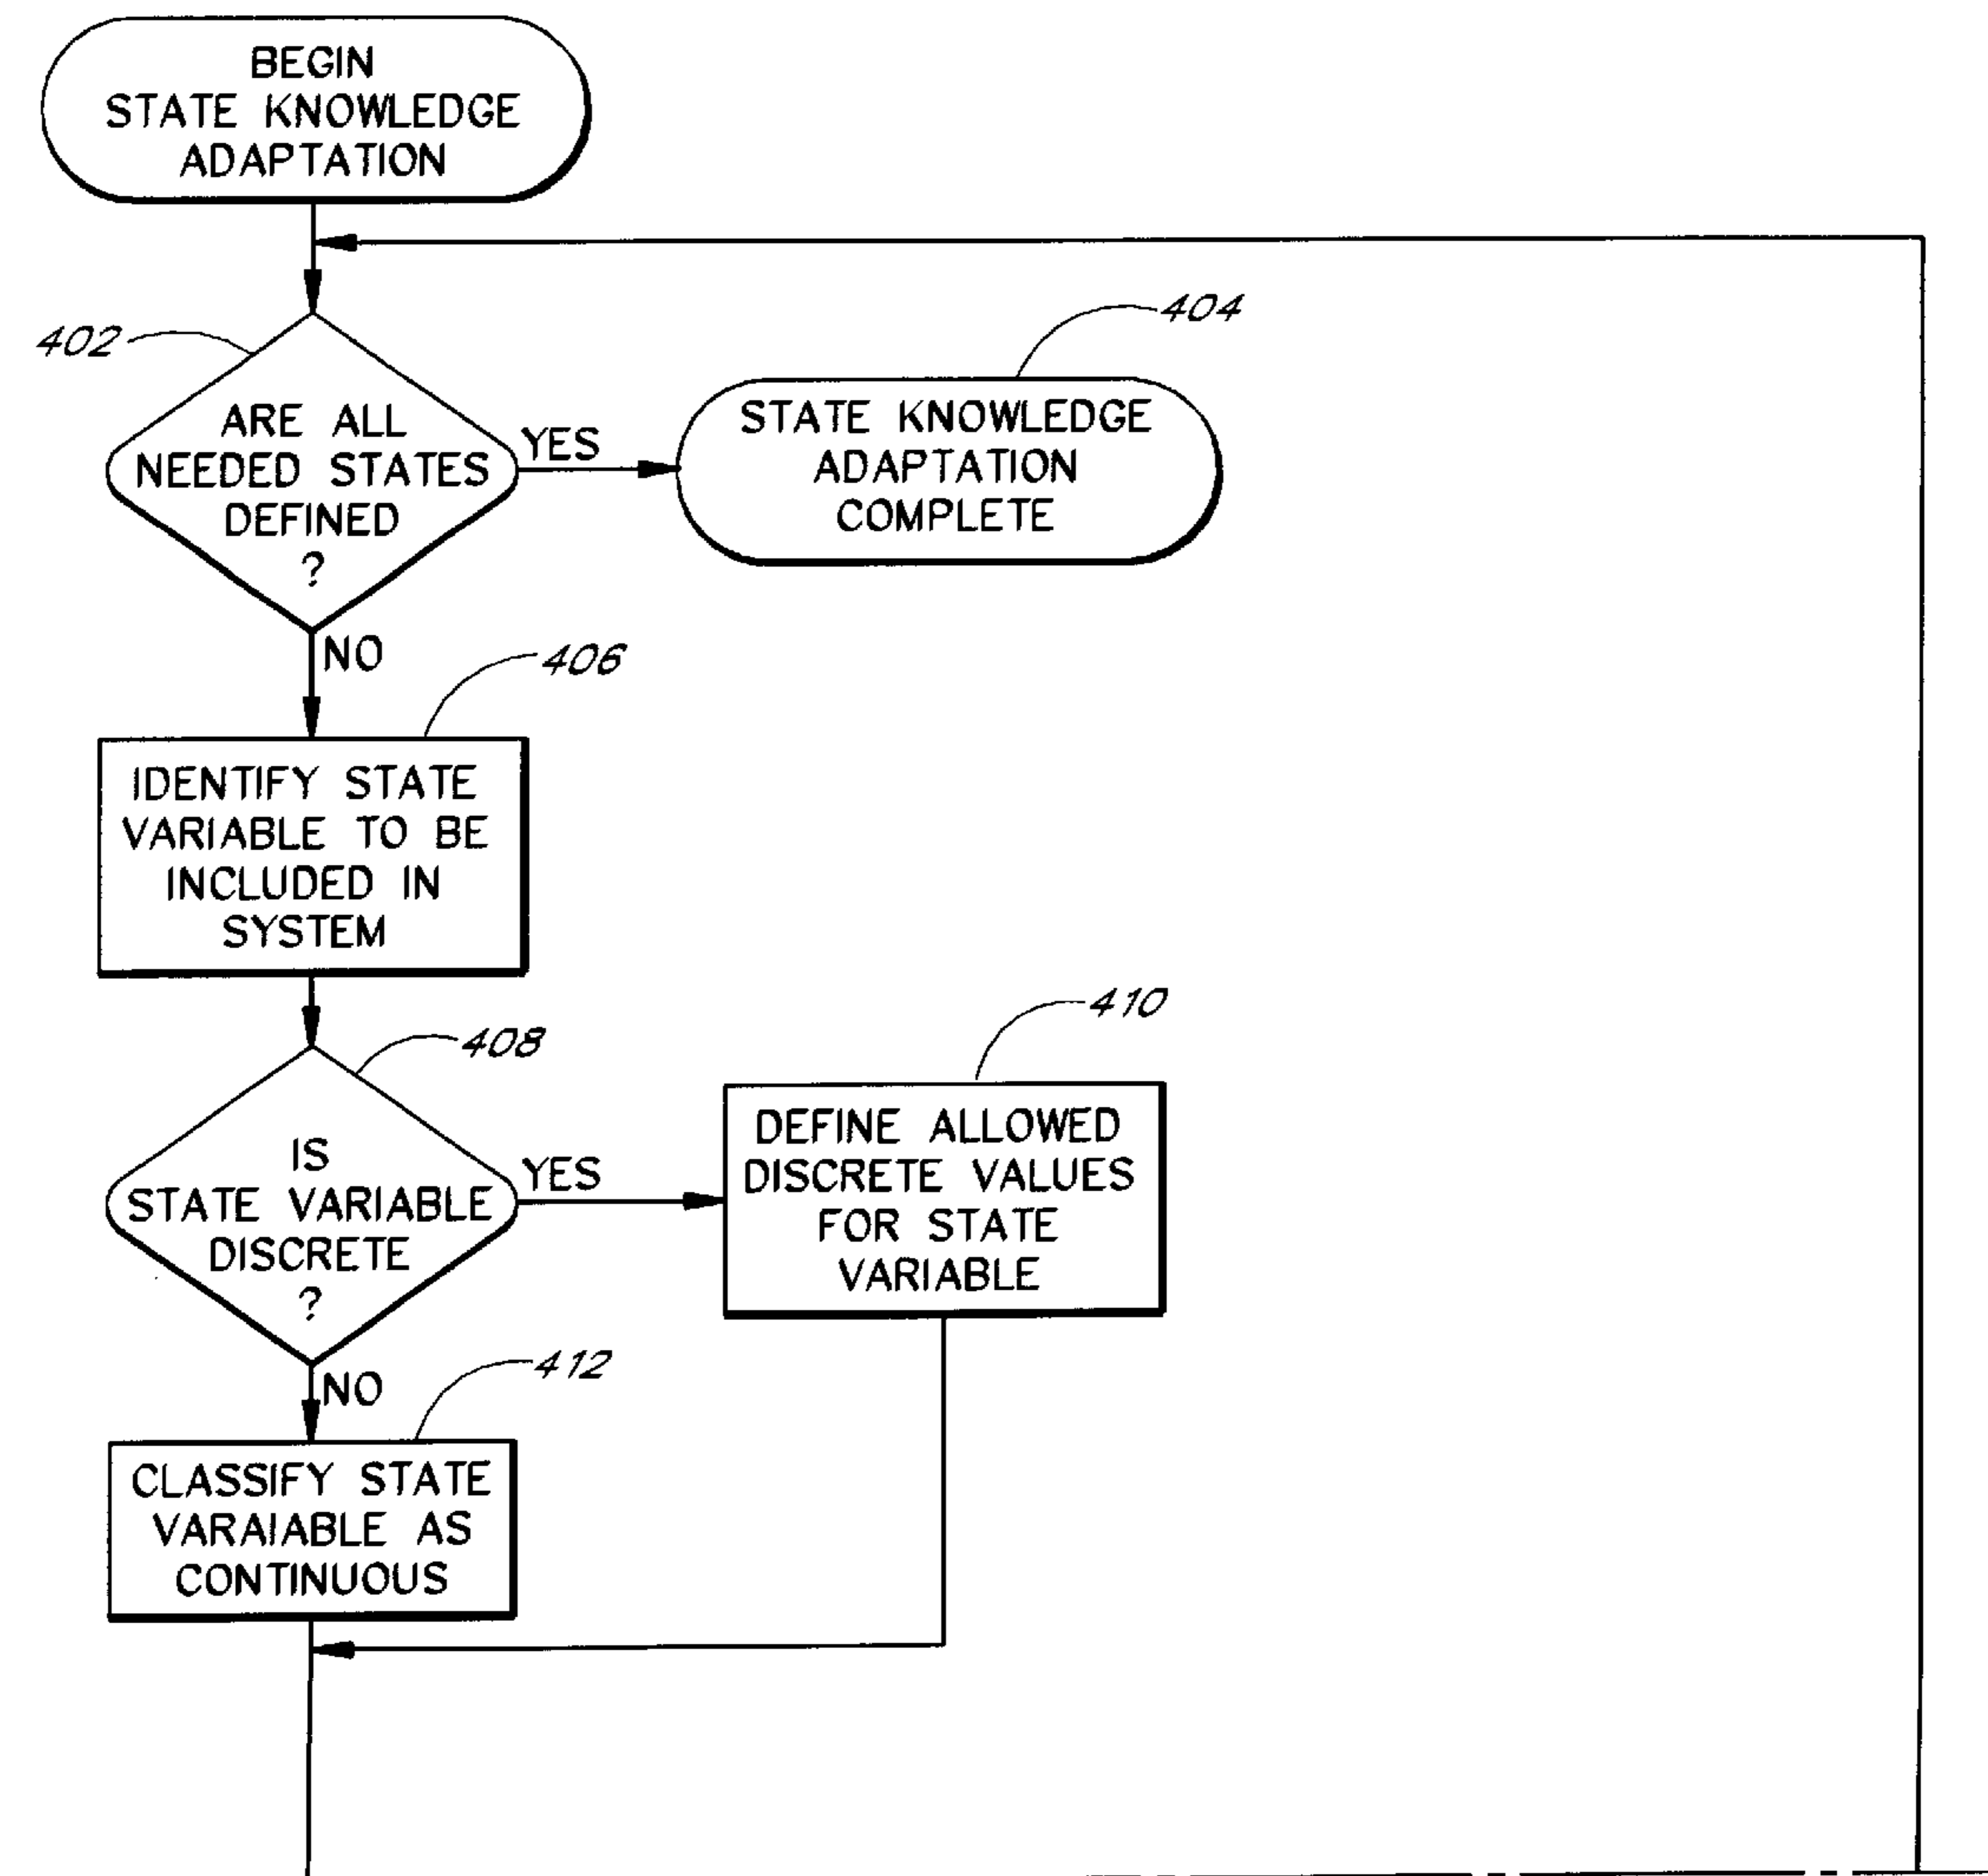 BEGIN
STATE KNOWLEDGE
ADAPTATION
402
ARE ALL
NEEDED STATES
DEFINED
?
YES
404
STATE KNOWLEDGE
ADAPTATION
COMPLETE
NO
406
IDENTIFY STATE
VARIABLE TO BE
INCLUDED IN
SYSTEM
408
IS
STATE VARIABLE
DISCRETE
?
YES
410
DEFINE ALLOWED
DISCRETE VALUES
FOR STATE
VARIABLE
NO
412
CLASSIFY STATE
VARAIABLE AS
CONTINUOUS